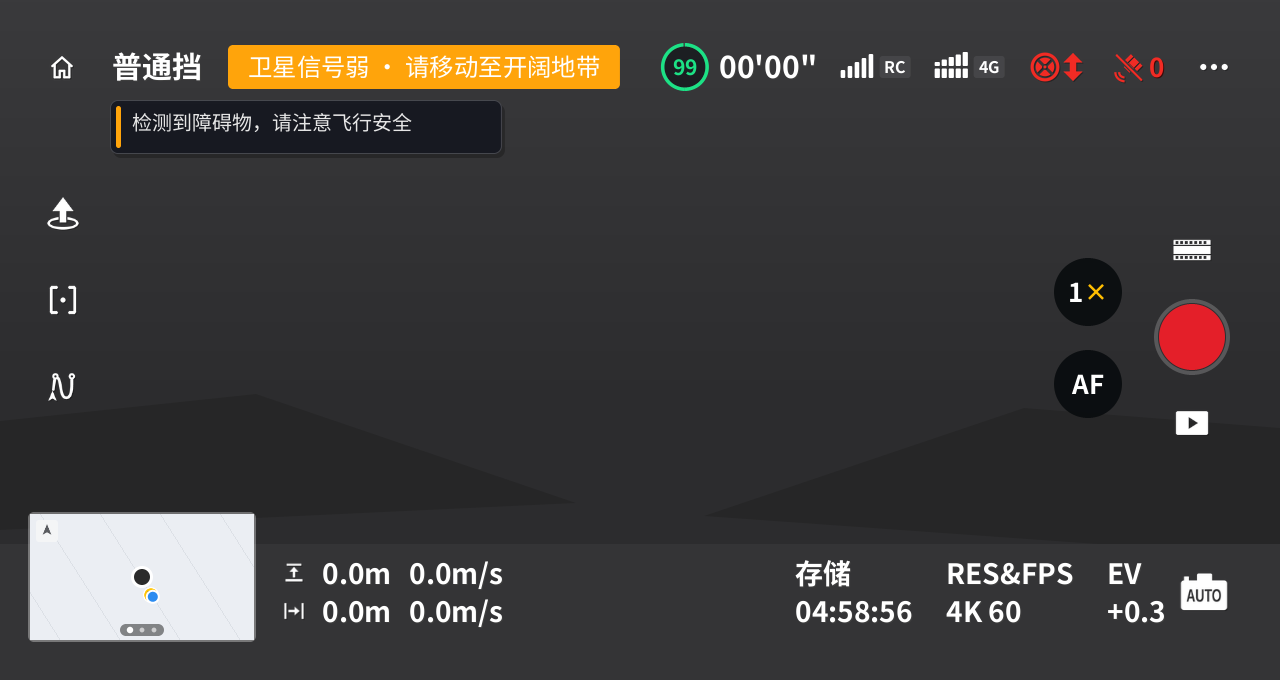 普通挡
卫星信号弱 · 请移动至开阔地带
99
00'00"
RC
4G
0
检测到障碍物，请注意飞行安全
1×
AF
0.0m 0.0m/s
0.0m 0.0m/s
存储
04:58:56
RES&FPS
4K 60
EV
+0.3
AUTO